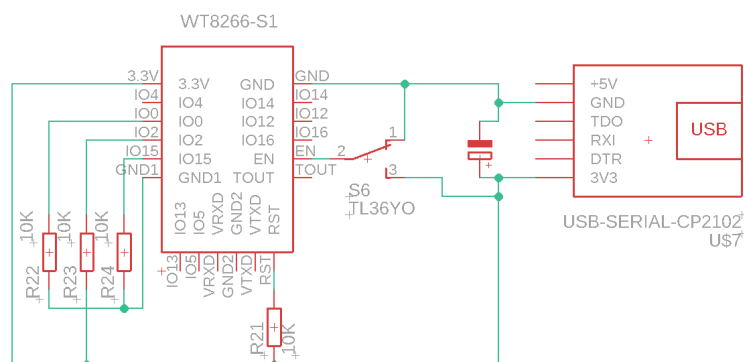 WT8266-S1
3.3V 3.3V GND GND
IO4 IO4 IO14 IO14
IO0 IO0 IO12 IO12
IO2 IO2 IO16 IO16
IO15 IO15 EN EN
GND1 GND1 TOUT TOUT
IO13 IO5 VRXD GND2 VTXD RST
IO13 IO5 VRXD GND2 VTXD RST
2 1
3
S6
TL36YO
+5V
GND
TDO
RXI
DTR
3V3
USB
USB-SERIAL-CP2102
U$7
10K 10K 10K
R22 R23 R24
R21 10K